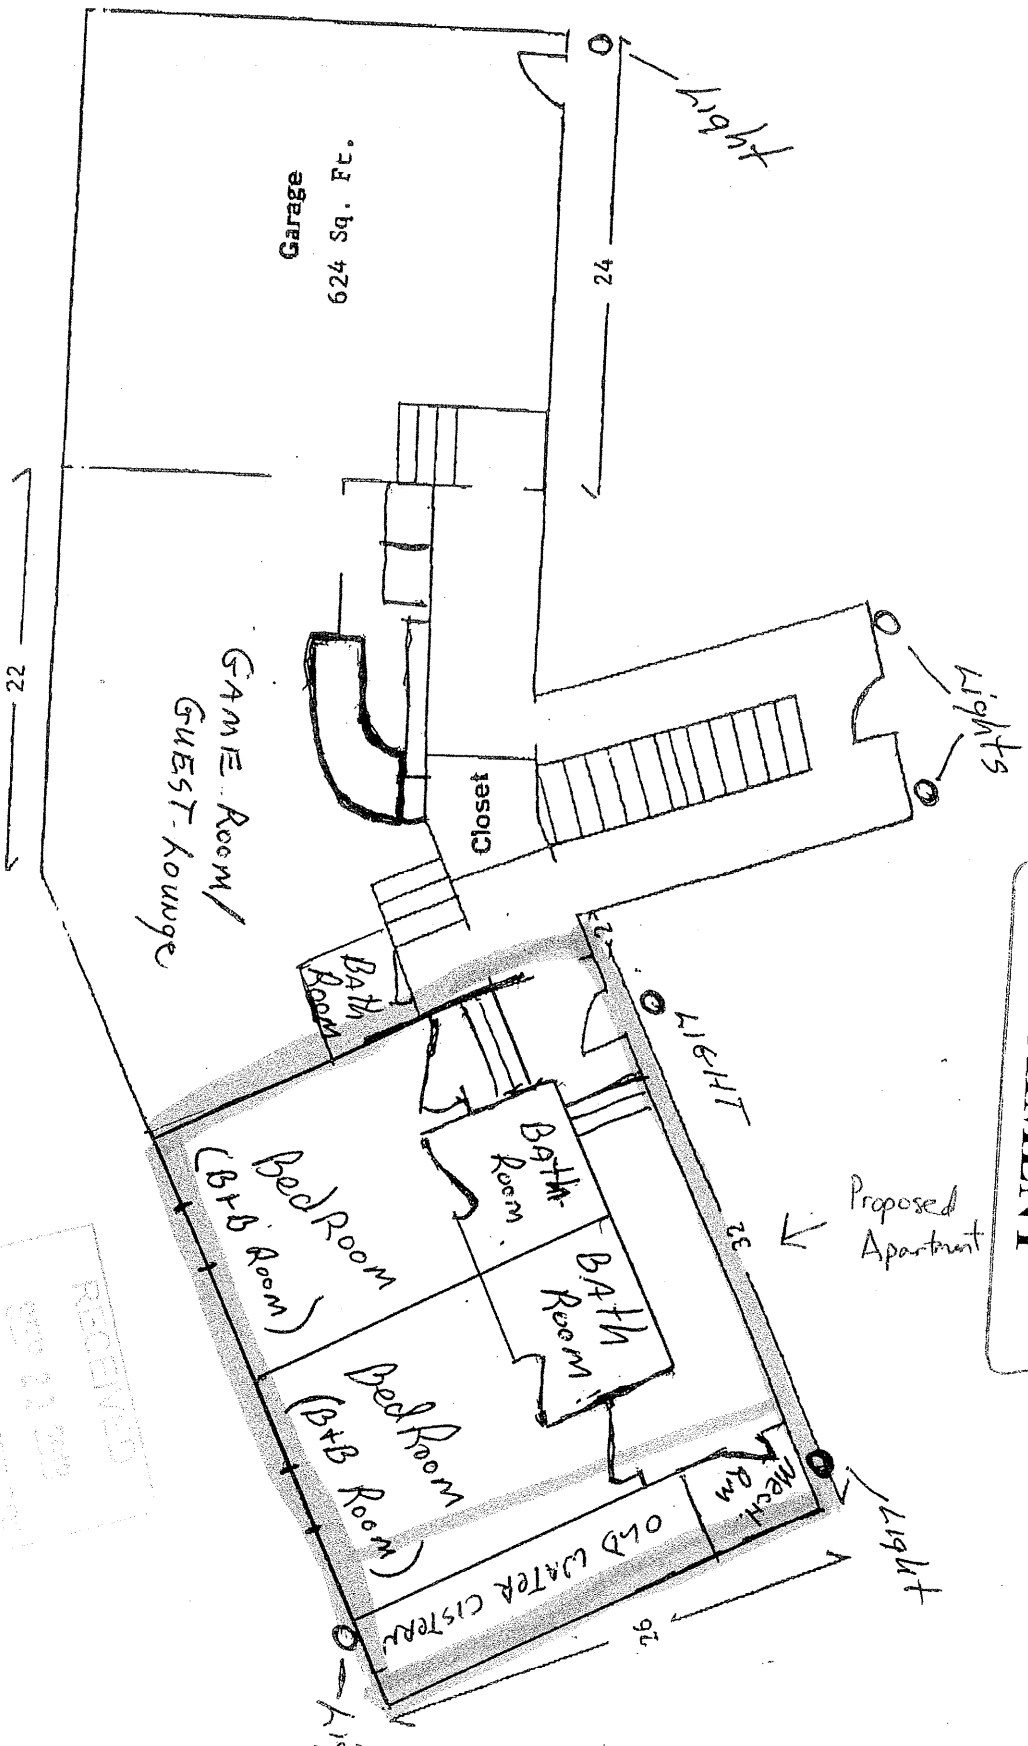 Light
24
Garage
624 Sq. Ft.
22
Lights
GAME ROOM/
GUEST-Lounge
Closet
BATH
ROOM
2
LIGHT
BATH-
Room
BATH
Room
32
Proposed
Apartment
BedRoom
(B+B Room)
BedRoom
(B+B Room)
Mech.
Rm
OLD WATER CISTERN
Light
26
RECEIVED